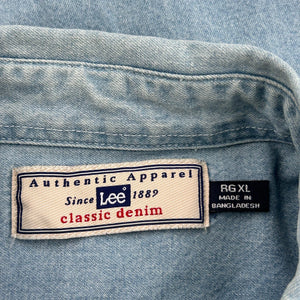 Authentic Apparel
Since Lee 1889
classic denim
RG XL
MADE IN
BANGLADESH